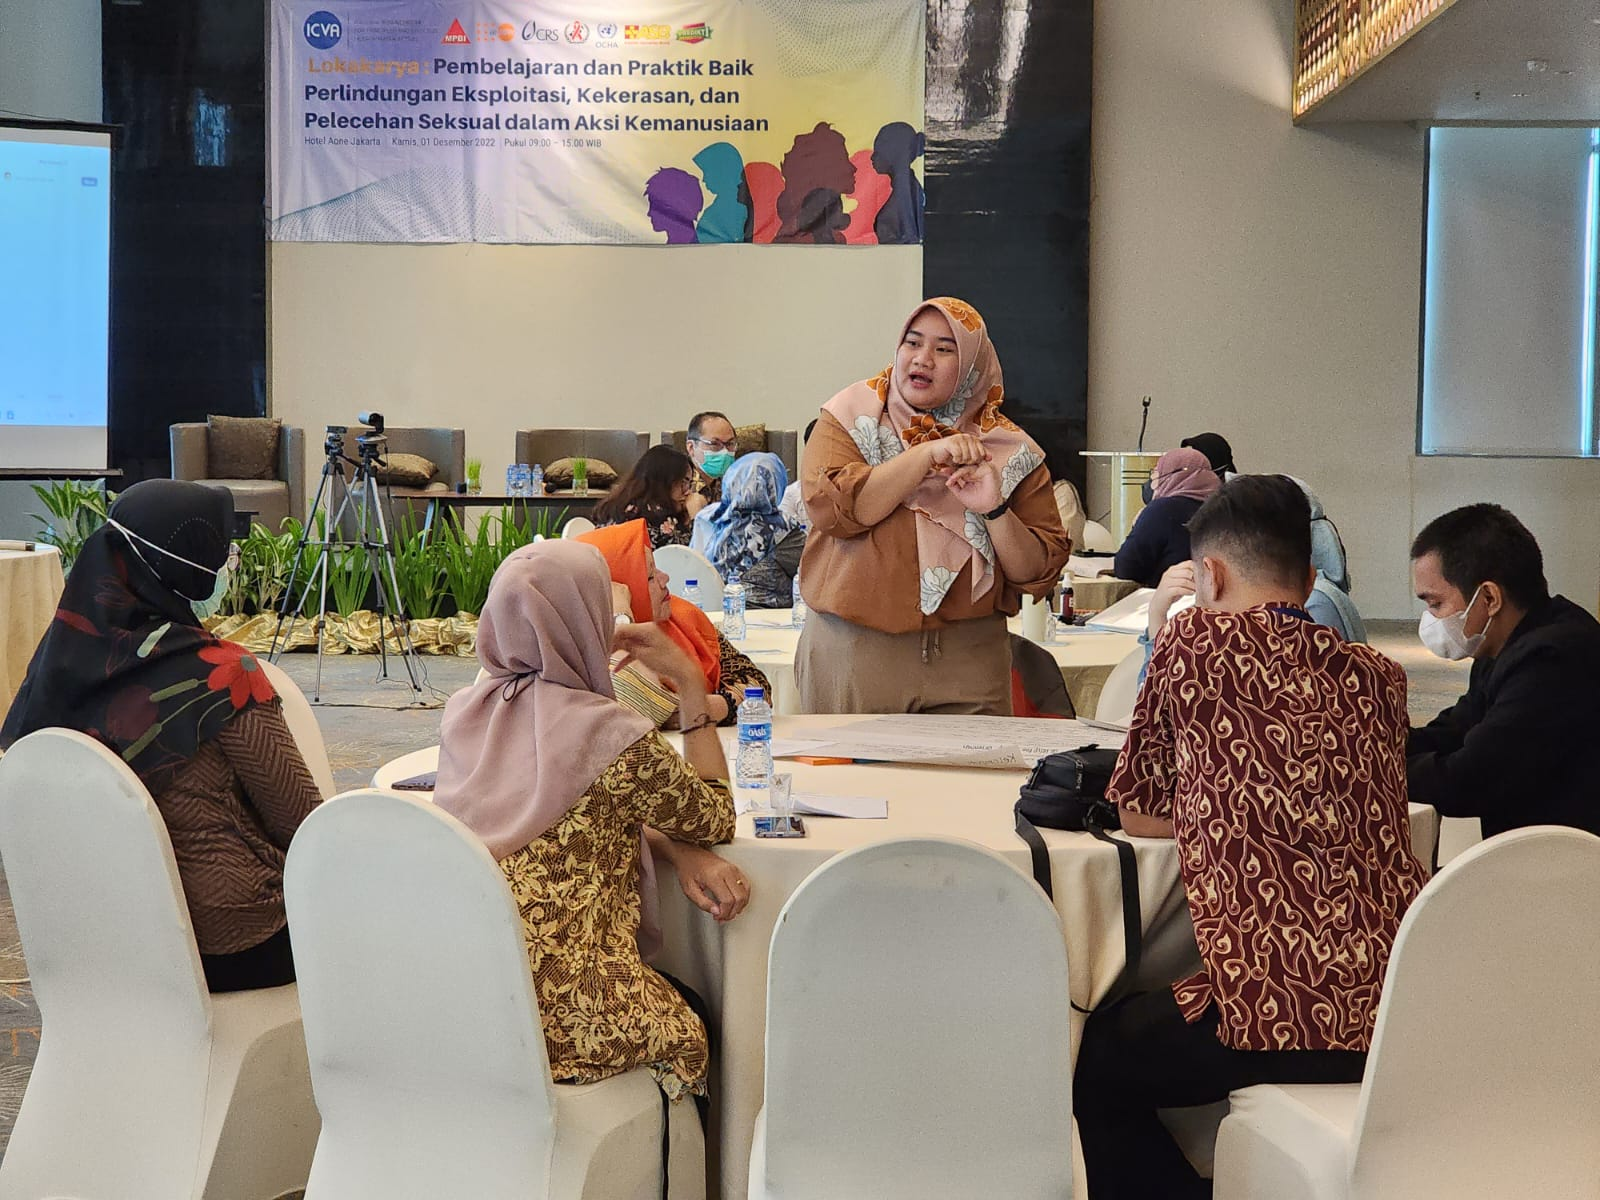 ICVA
MPBI
CRS
OCHA
ASB
Lokakarya : Pembelajaran dan Praktik Baik
Perlindungan Eksploitasi, Kekerasan, dan
Pelecehan Seksual dalam Aksi Kemanusiaan
Hotel Aone Jakarta | Kamis, 01 Desember 2022 | Pukul 09.00 – 15.00 WIB
OASIS